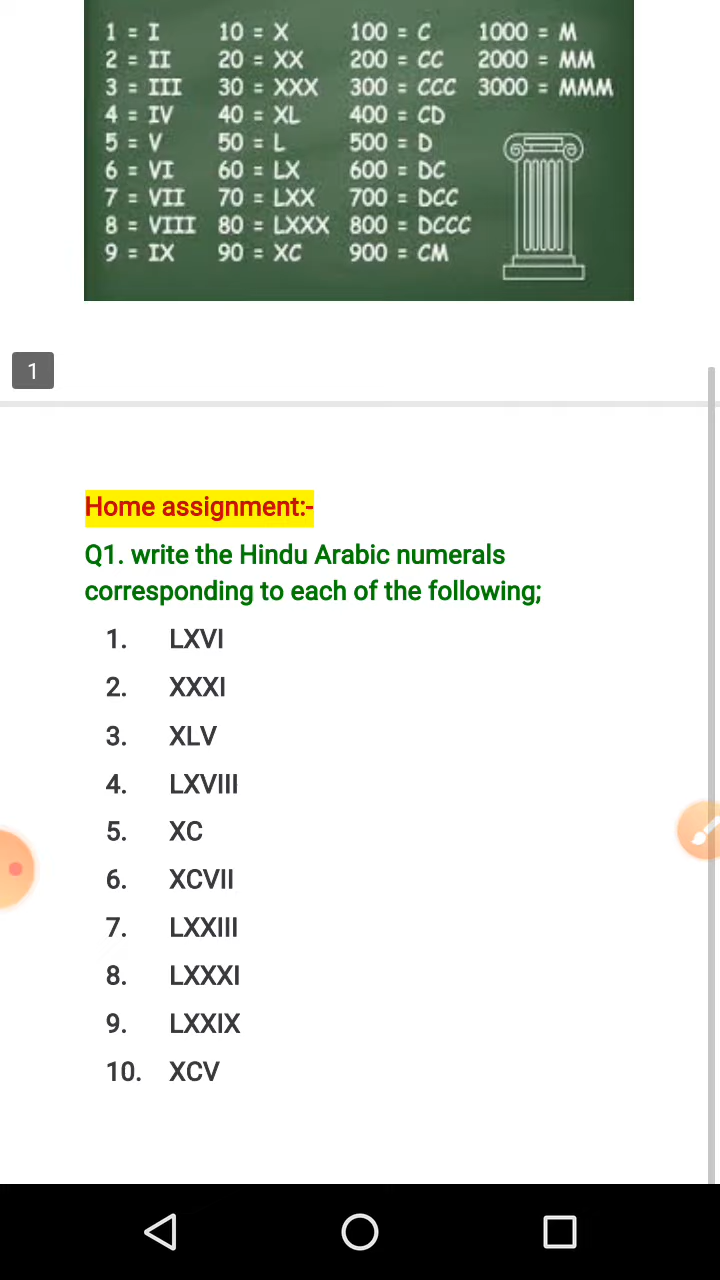 1 = I 10 = X 100 = C 1000 = M
2 = II 20 = XX 200 = CC 2000 = MM
3 = III 30 = XXX 300 = CCC 3000 = MMM
4 = IV 40 = XL 400 = CD
5 = V 50 = L 500 = D
6 = VI 60 = LX 600 = DC
7 = VII 70 = LXX 700 = DCC
8 = VIII 80 = LXXX 800 = DCCC
9 = IX 90 = XC 900 = CM
1
Home assignment:-
Q1. write the Hindu Arabic numerals
corresponding to each of the following;
1. LXVI
2. XXXI
3. XLV
4. LXVIII
5. XC
6. XCVII
7. LXXIII
8. LXXXI
9. LXXIX
10. XCV